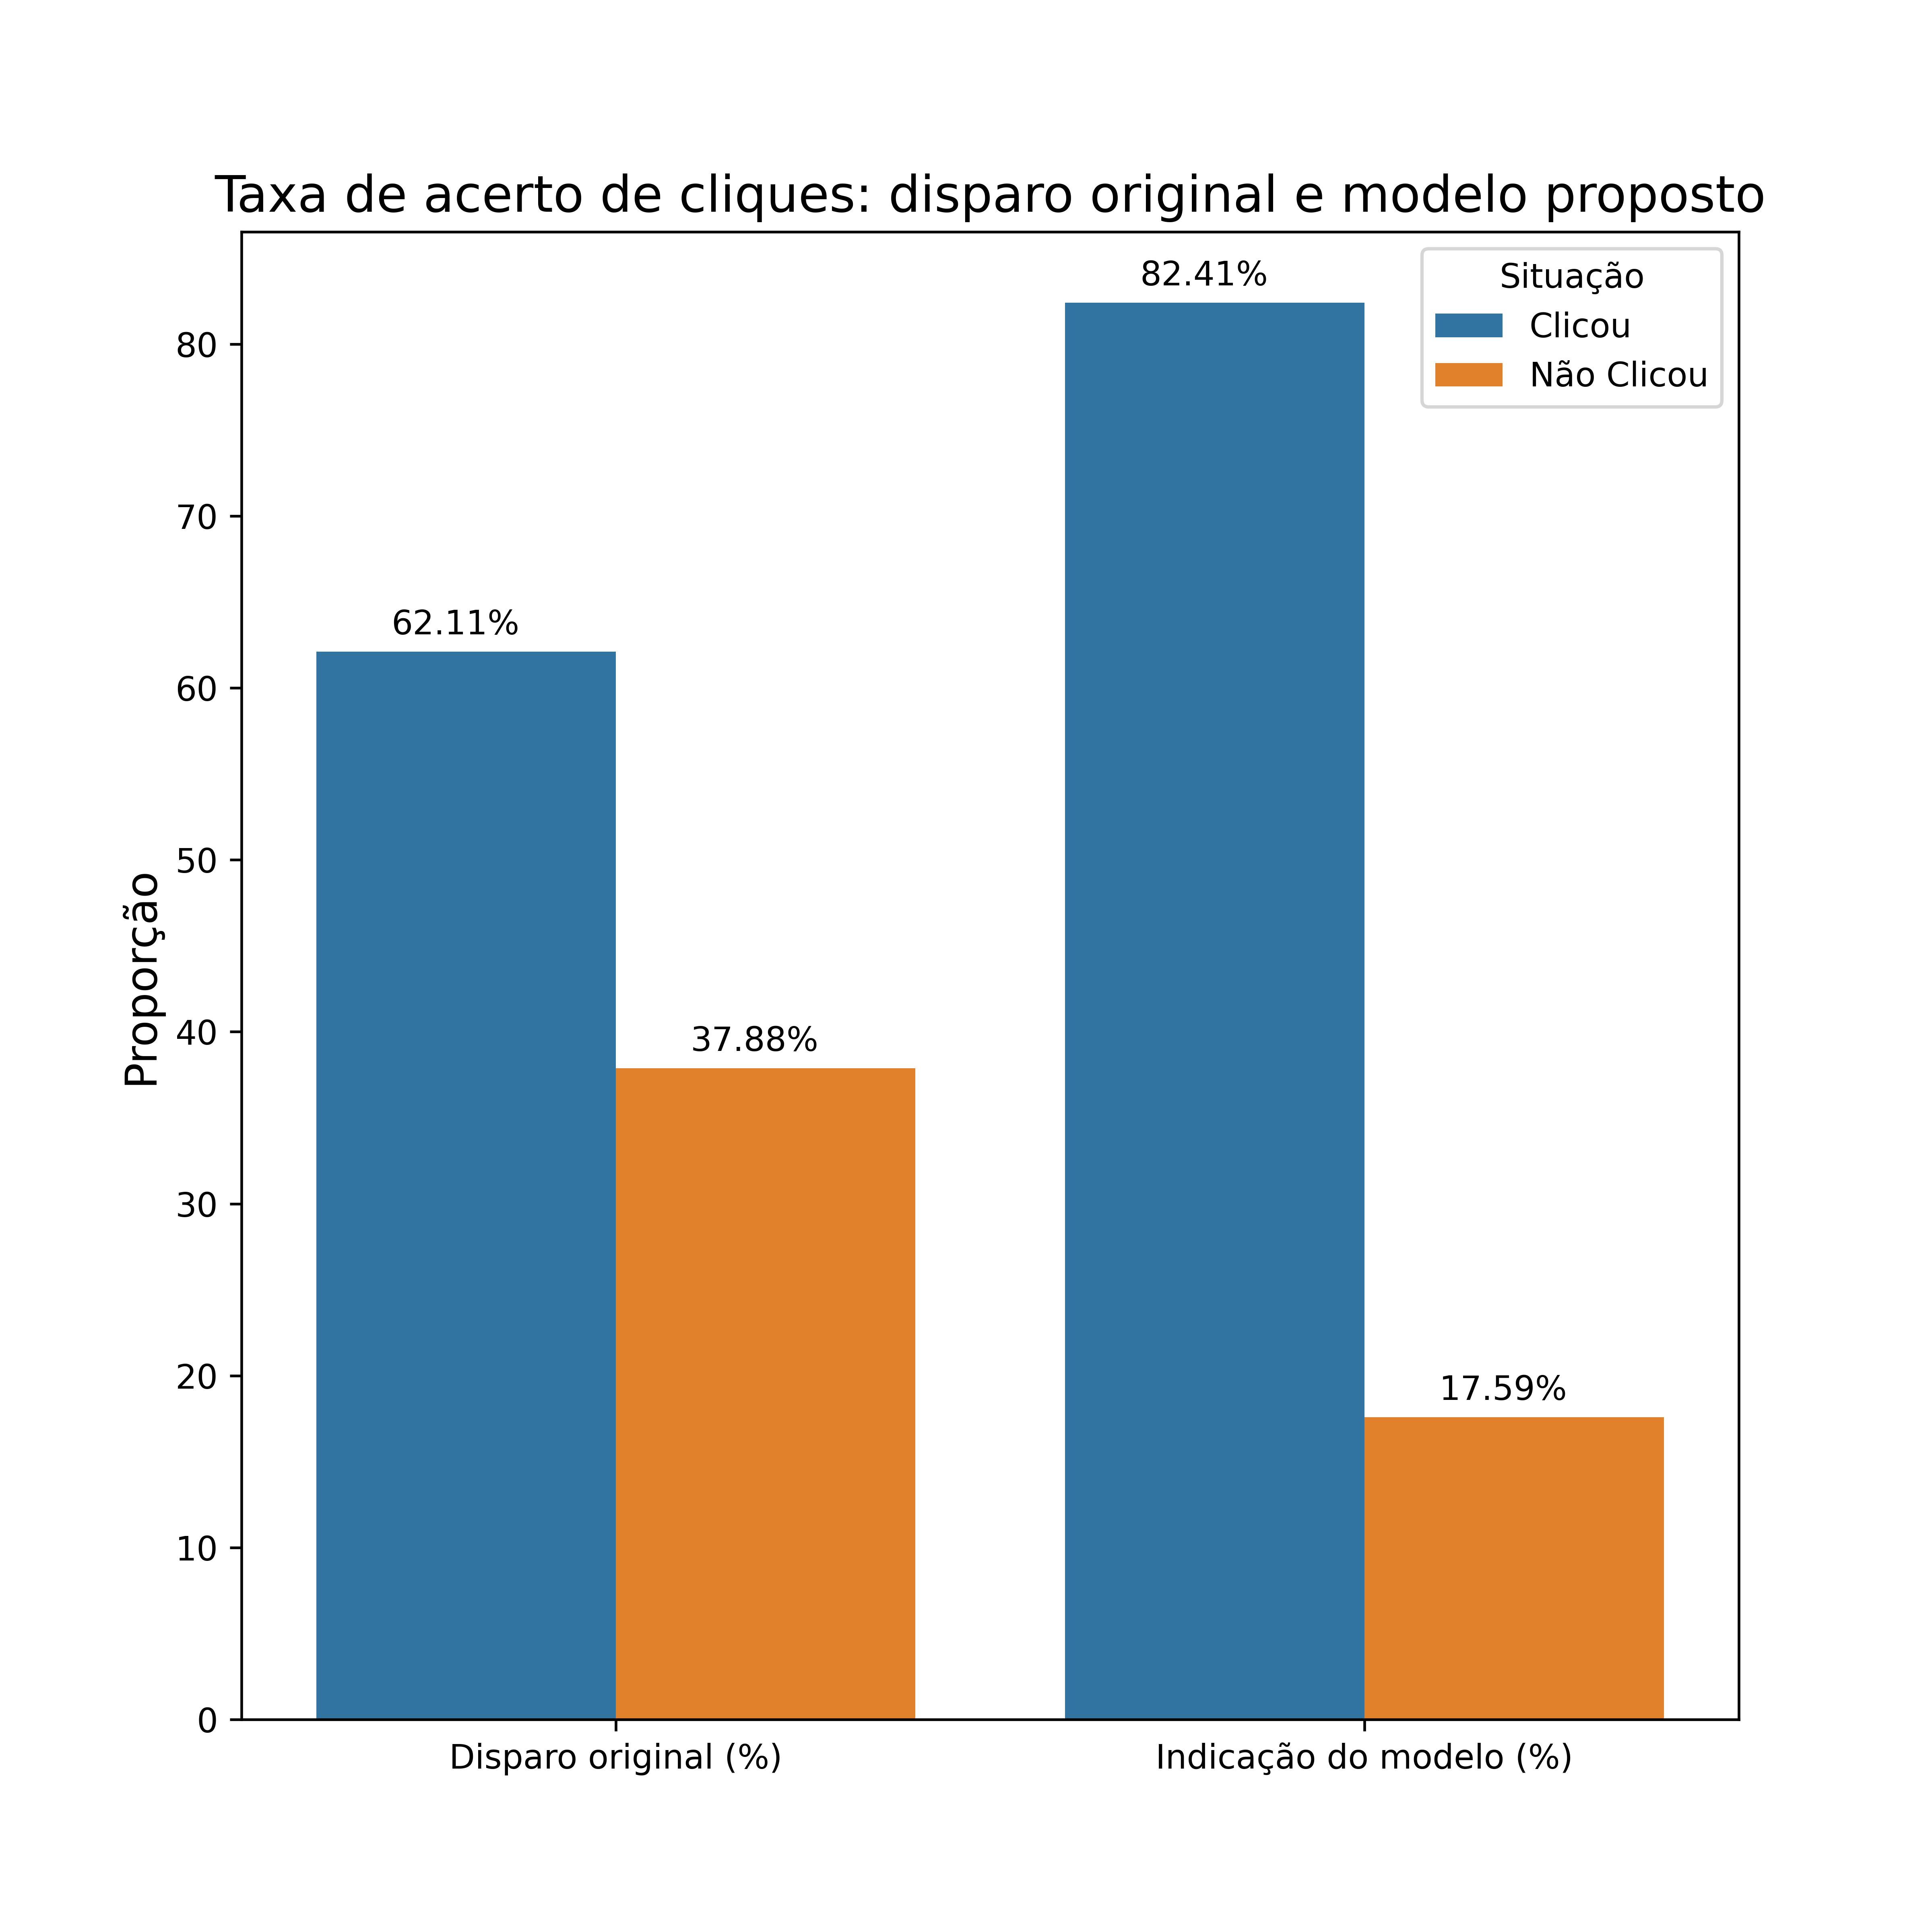 Taxa de acerto de cliques: disparo original e modelo proposto
Situação
Clicou
Não Clicou
82.41%
62.11%
37.88%
17.59%
Proporção
80
70
60
50
40
30
20
10
0
Disparo original (%)
Indicação do modelo (%)